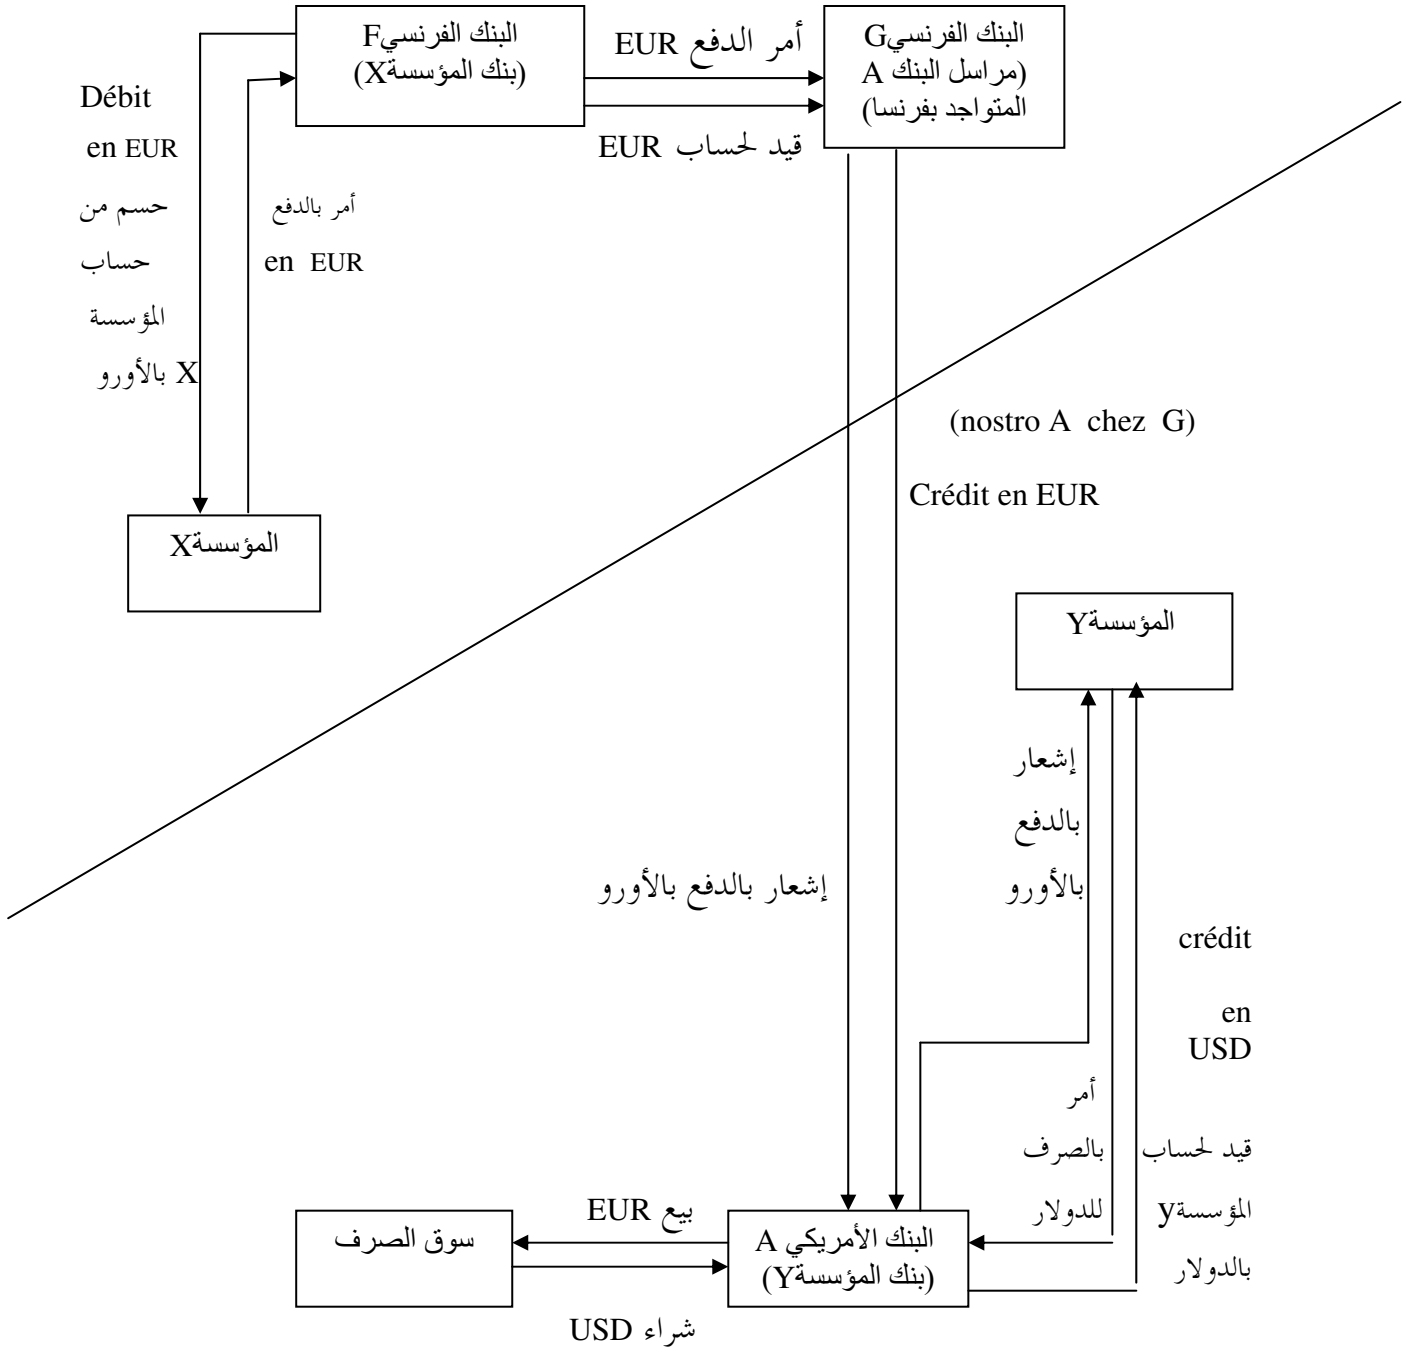 البنك الفرنسيF
(بنك المؤسسةX)
أمر الدفع EUR
قيد لحساب EUR
البنك الفرنسيG
(مراسل البنك A
المتواجد بفرنسا)
Débit
en EUR
حسم من
حساب
المؤسسة
X بالأورو
أمر بالدفع
en EUR
المؤسسةX
(nostro A chez G)
Crédit en EUR
المؤسسةY
إشعار
بالدفع
بالأورو
إشعار بالدفع بالأورو
crédit
en
USD
أمر
بالصرف
للدولار
قيد لحساب
المؤسسةy
بالدولار
سوق الصرف
بيع EUR
شراء USD
البنك الأمريكي A
(بنك المؤسسةY)